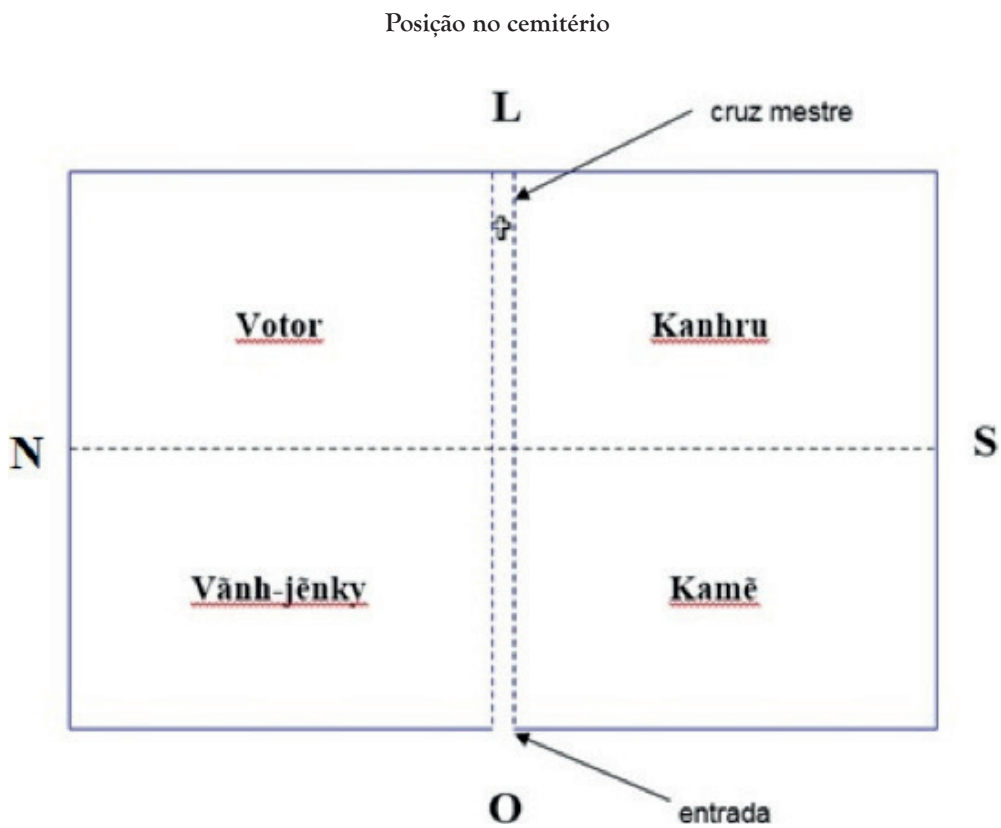 Posição no cemitério
L
cruz mestre
Votor
Kanhru
N
S
Vãnh-jẽnky
Kamẽ
O
entrada